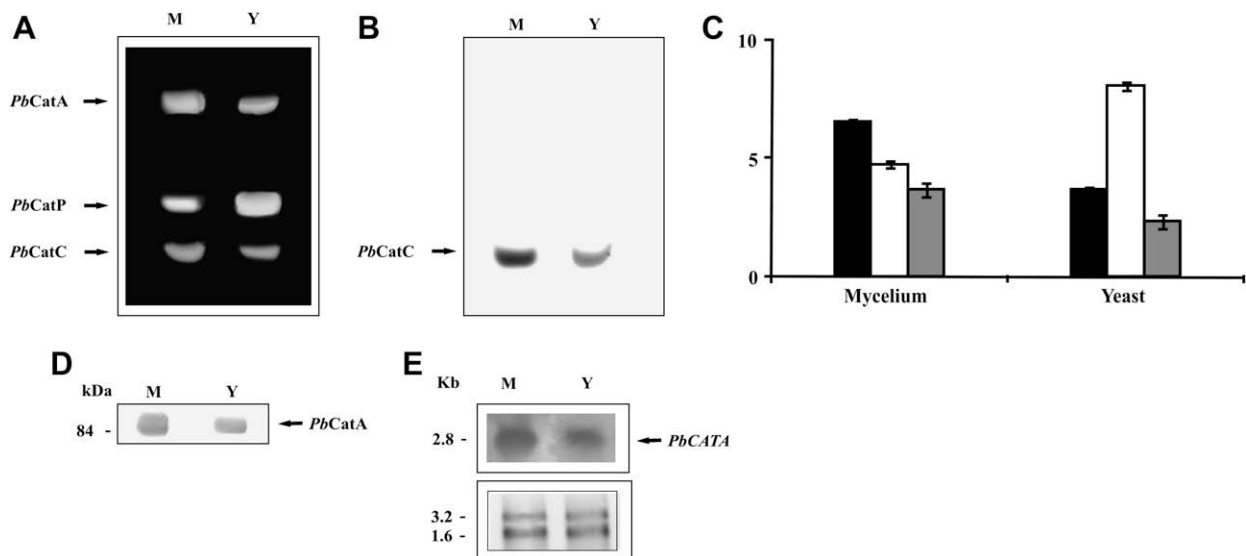 A
M Y
PbCatA
PbCatP
PbCatC
B
M Y
PbCatC
C
10
5
0
Mycelium Yeast
D
kDa M Y
84 - PbCatA
E
Kb M Y
2.8 - PbCATA
3.2 -
1.6 -